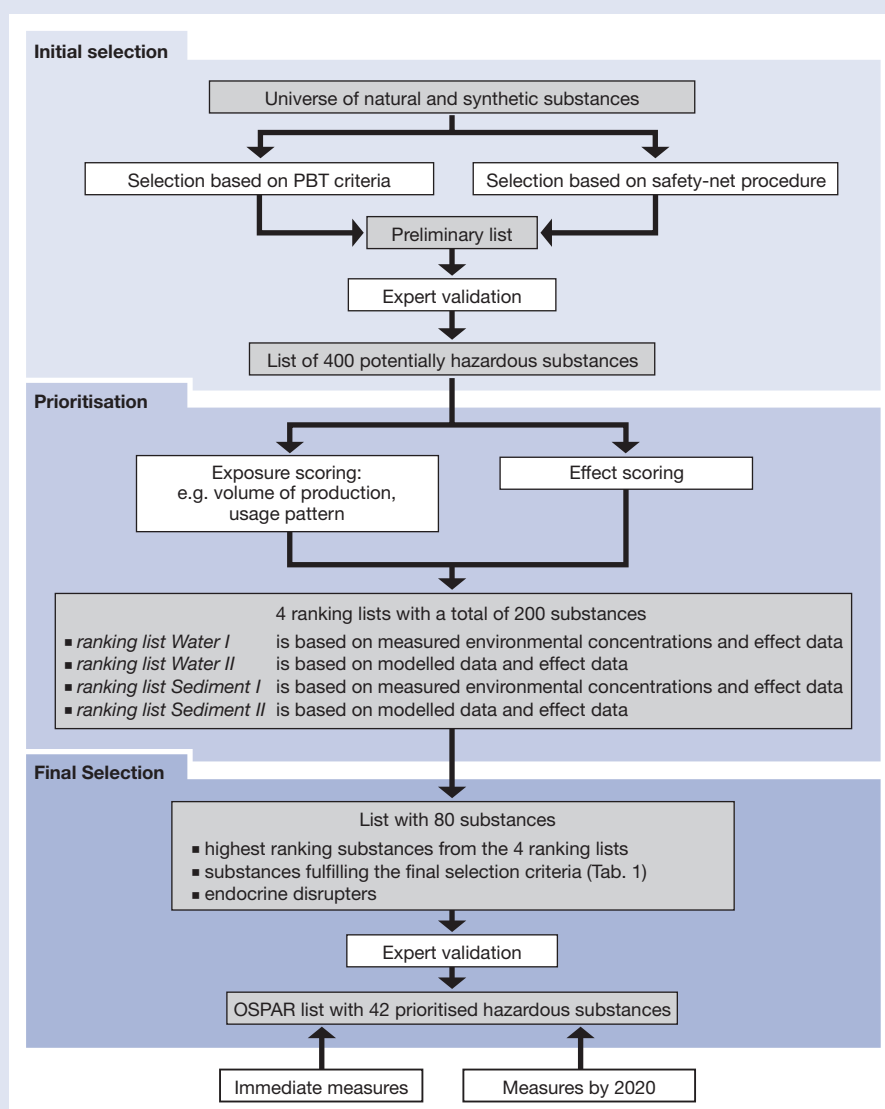 Initial selection
Universe of natural and synthetic substances
Selection based on PBT criteria
Selection based on safety-net procedure
Preliminary list
Expert validation
List of 400 potentially hazardous substances
Prioritisation
Exposure scoring:
e.g. volume of production,
usage pattern
Effect scoring
4 ranking lists with a total of 200 substances
▪ ranking list Water I is based on measured environmental concentrations and effect data
▪ ranking list Water II is based on modelled data and effect data
▪ ranking list Sediment I is based on measured environmental concentrations and effect data
▪ ranking list Sediment II is based on modelled data and effect data
Final Selection
List with 80 substances
▪ highest ranking substances from the 4 ranking lists
▪ substances fulfilling the final selection criteria (Tab. 1)
▪ endocrine disrupters
Expert validation
OSPAR list with 42 prioritised hazardous substances
Immediate measures
Measures by 2020